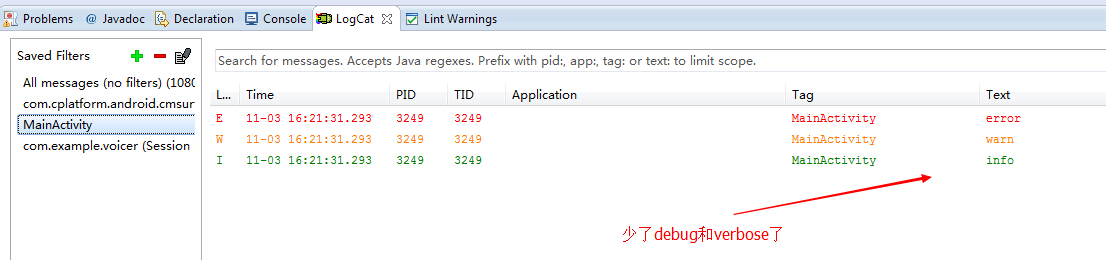 Problems @ Javadoc Declaration Console LogCat Lint Warnings
Saved Filters
Search for messages. Accepts Java regexes. Prefix with pid:, app:, tag: or text: to limit scope.
All messages (no filters) (1080
com.cplatform.android.cmsur
MainActivity
com.example.voicer (Session
L... Time PID TID Application Tag Text
E 11-03 16:21:31.293 3249 3249 MainActivity error
W 11-03 16:21:31.293 3249 3249 MainActivity warn
I 11-03 16:21:31.293 3249 3249 MainActivity info
少了debug和verbose了